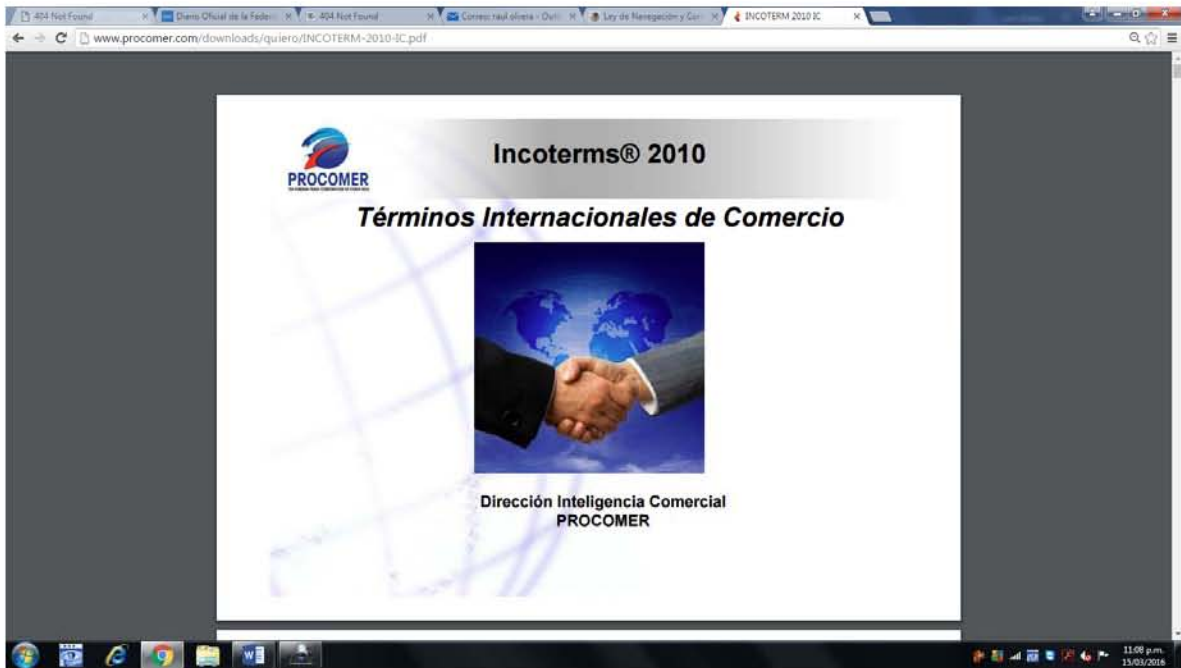 404 Not Found
Diario Oficial de la Feder
404 Not Found
Correo: raul olvera - Outl
Ley de Navegación y Com
INCOTERM 2010 IC
www.procomer.com/downloads/quiero/INCOTERM-2010-IC.pdf
Incoterms® 2010
PROCOMER
Términos Internacionales de Comercio
Dirección Inteligencia Comercial
PROCOMER
11:08 p.m.
15/03/2016